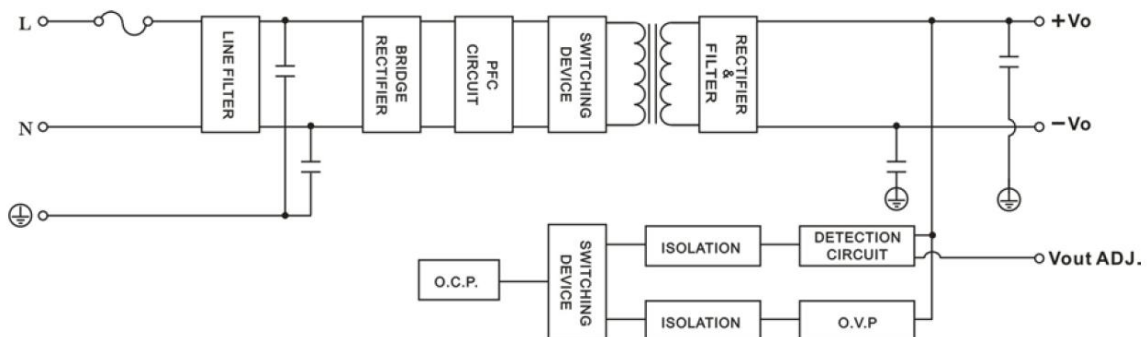 L
N
LINE FILTER
BRIDGE
RECTIFIER
PFC
CIRCUIT
SWITCHING
DEVICE
RECTIFIER
&
FILTER
+Vo
−Vo
O.C.P.
SWITCHING
DEVICE
ISOLATION
DETECTION
CIRCUIT
Vout ADJ.
ISOLATION
O.V.P